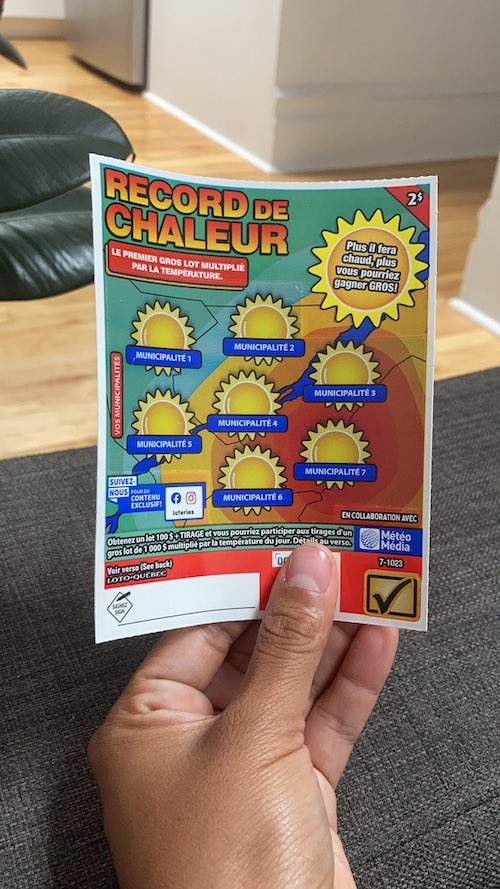 RECORD DE
CHALEUR
2$
LE PREMIER GROS LOT MULTIPLIÉ
PAR LA TEMPÉRATURE.
Plus il fera
chaud, plus
vous pourriez
gagner GROS!
VOS MUNICIPALITÉS
MUNICIPALITÉ 1
MUNICIPALITÉ 2
MUNICIPALITÉ 3
MUNICIPALITÉ 4
MUNICIPALITÉ 5
MUNICIPALITÉ 6
MUNICIPALITÉ 7
SUIVEZ-
NOUS
POUR DU
CONTENU
EXCLUSIF!
loteries
EN COLLABORATION AVEC
Météo
Média
Obtenez un lot 100 $ + TIRAGE et vous pourriez participer aux tirages d'un
gros lot de 1 000 $ multiplié par la température du jour. Détails au verso.
Voir verso (See back)
LOTO-QUÉBEC
7-1023
SIGNEZ
SIGN